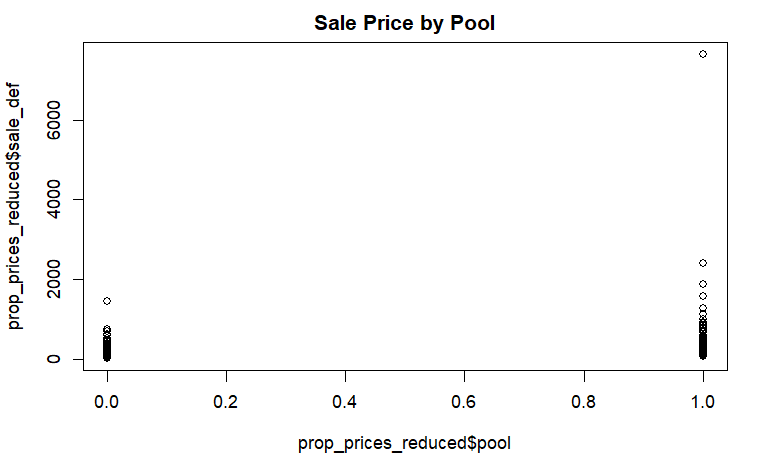 Sale Price by Pool
prop_prices_reduced$sale_def
6000
4000
2000
0
0.0 0.2 0.4 0.6 0.8 1.0
prop_prices_reduced$pool